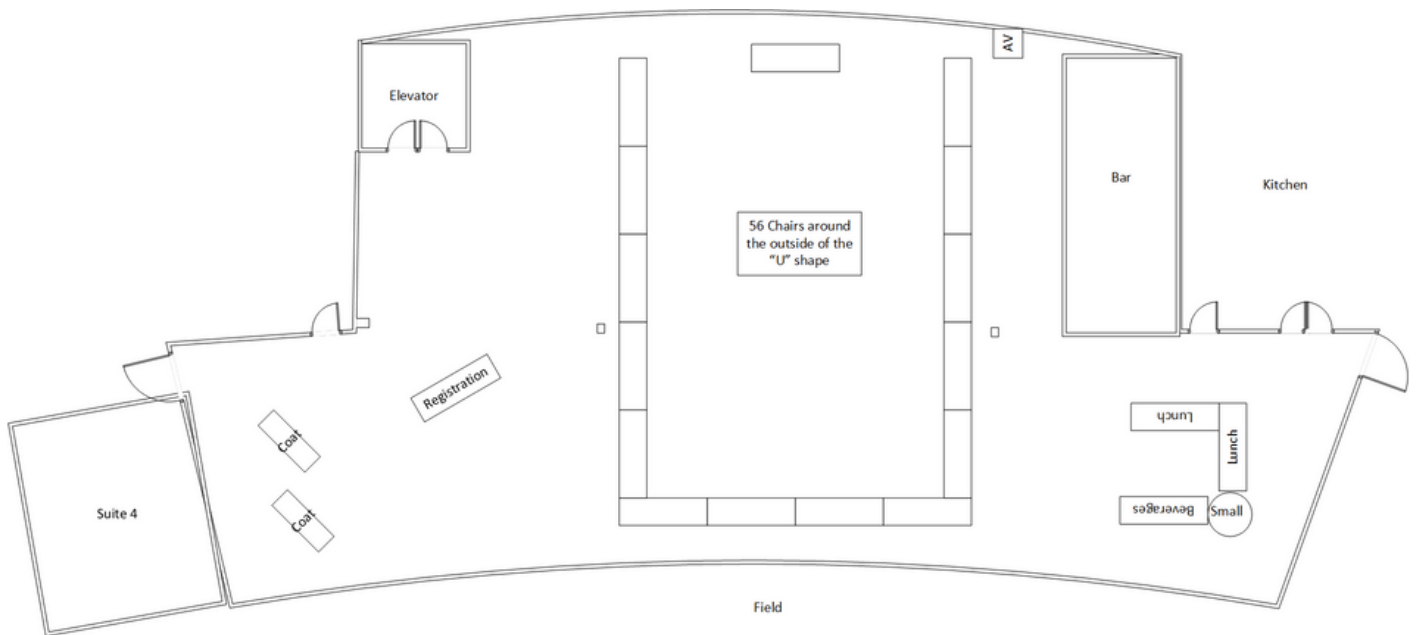 AV
Elevator
Bar
Kitchen
56 Chairs around
the outside of the
“U” shape
Registration
Coat
Lunch
Lunch
Coat
Beverages
Small
Suite 4
Field